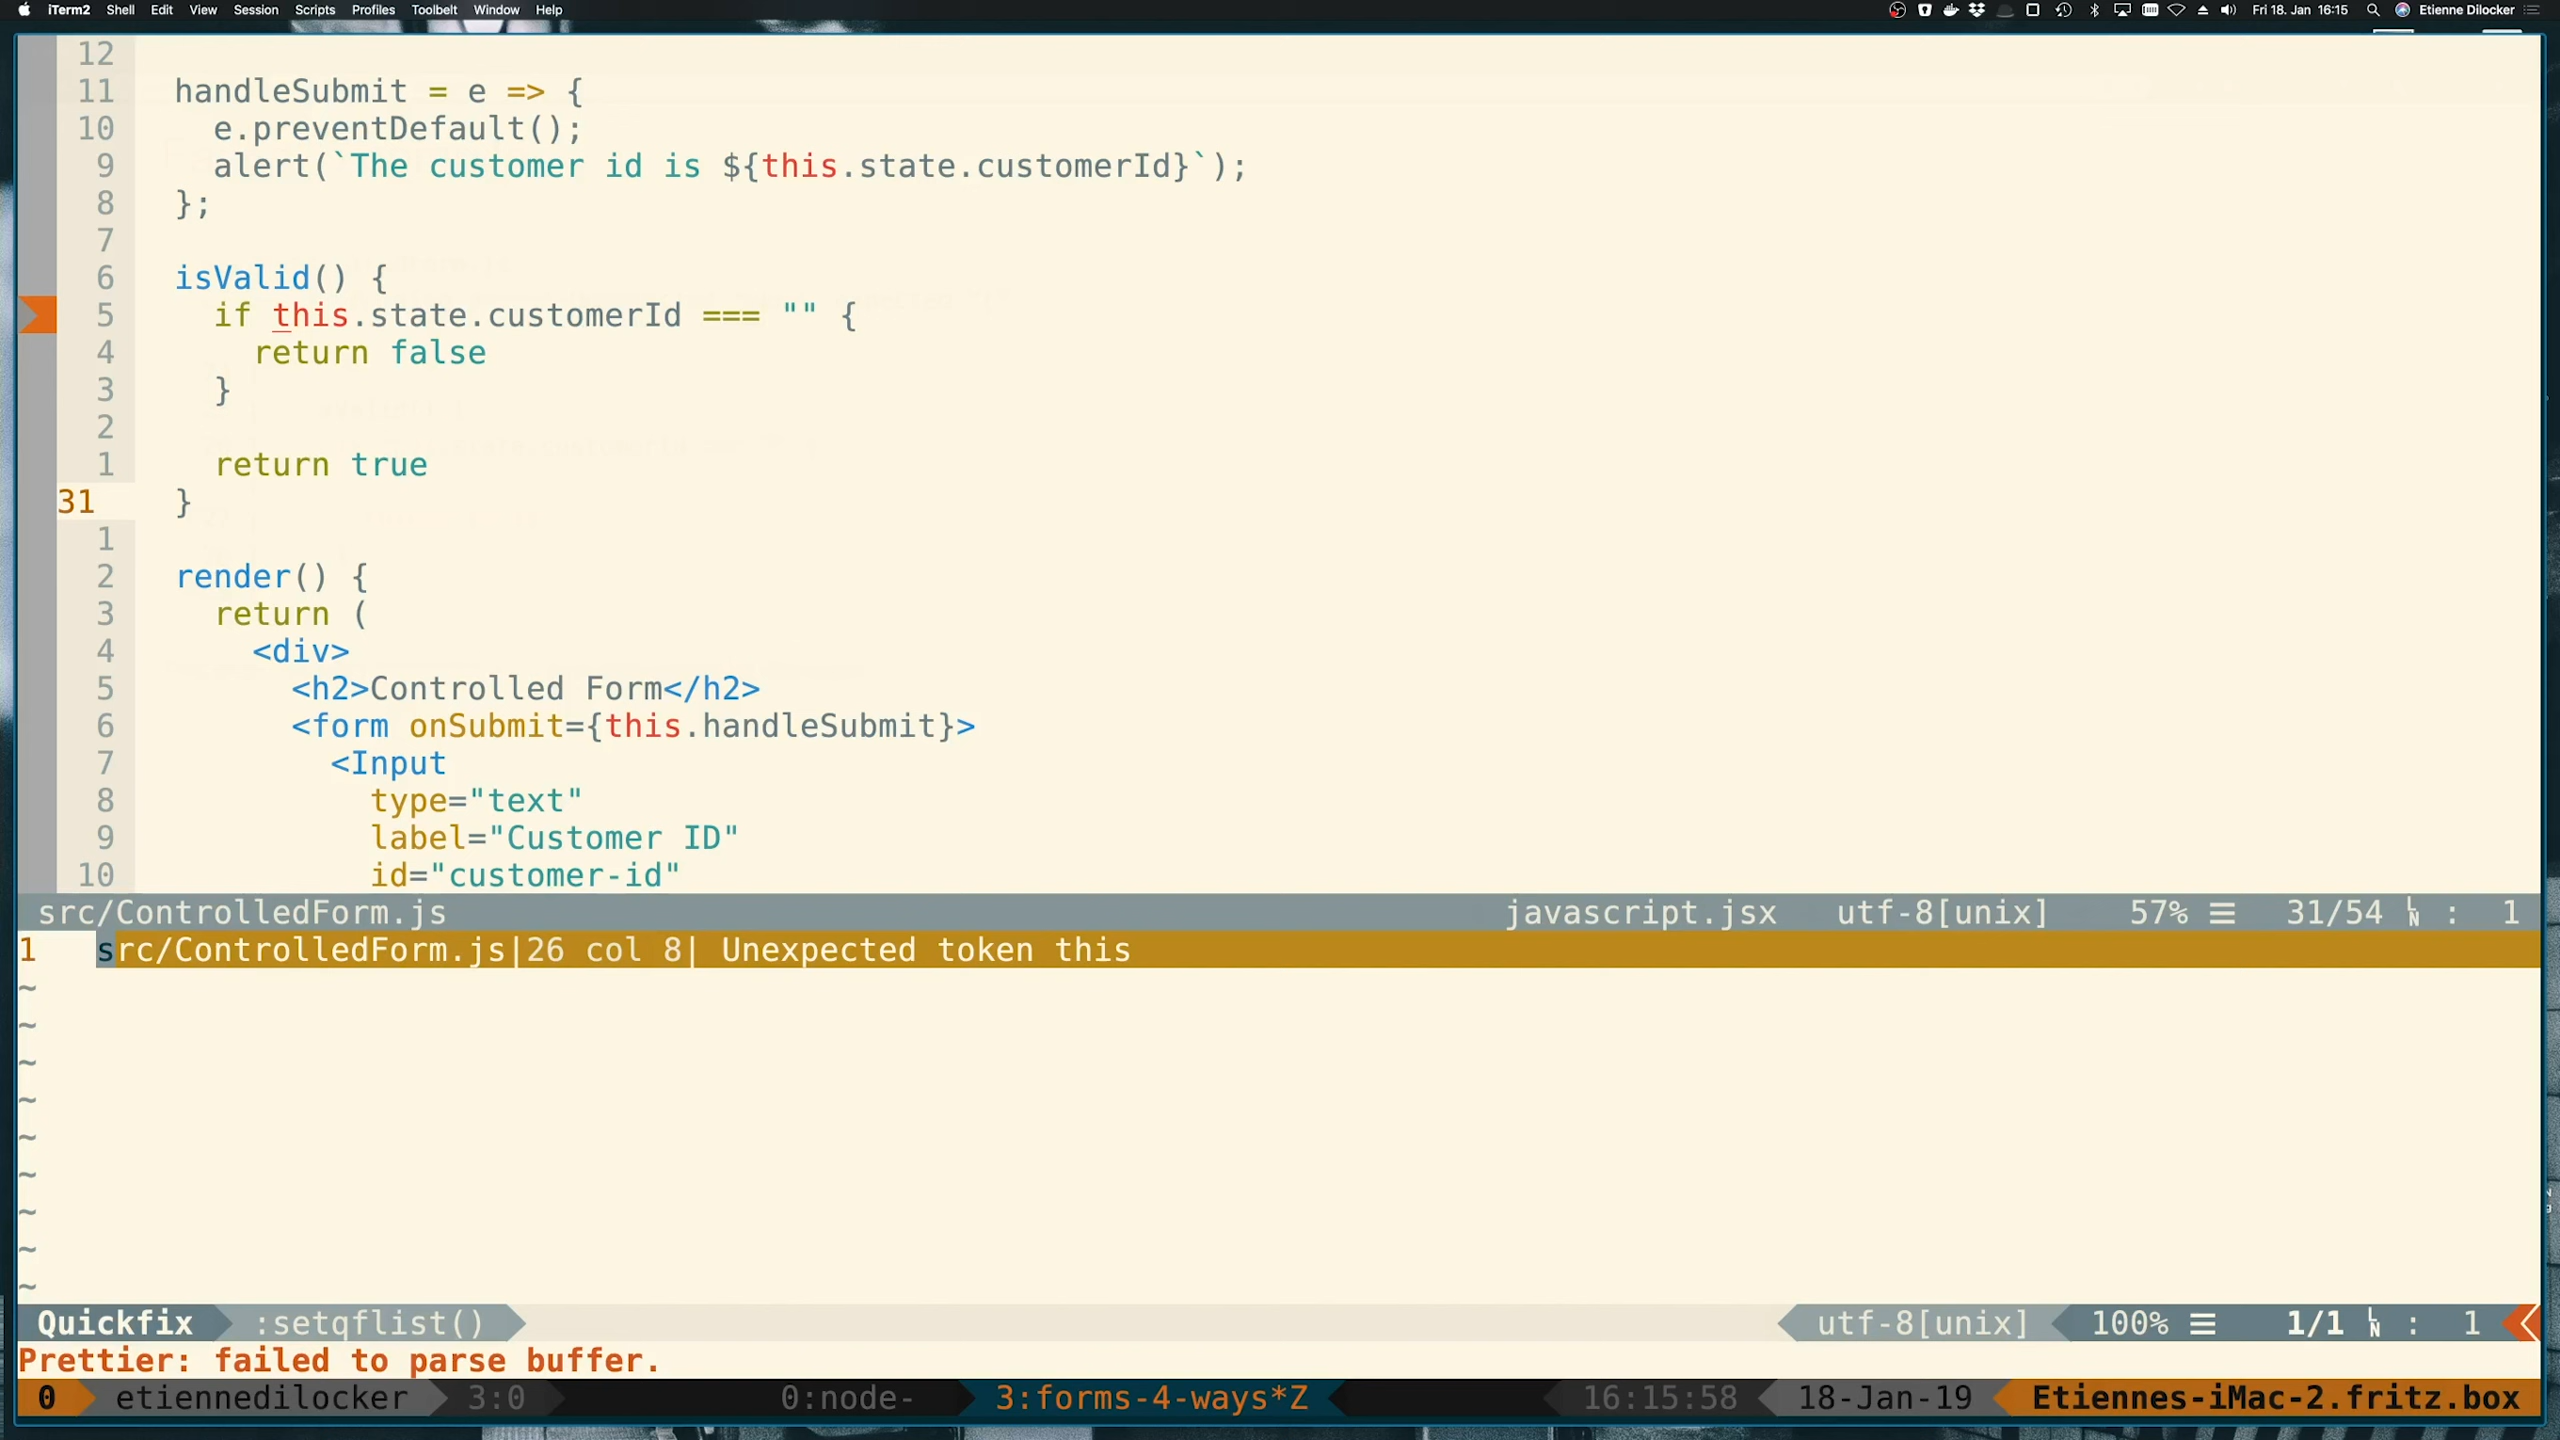 iTerm2 Shell Edit View Session Scripts Profiles Toolbelt Window Help Fri 18. Jan 16:15 Etienne Dilocker
12
11 handleSubmit = e => {
10 e.preventDefault();
9 alert(`The customer id is ${this.state.customerId}`);
8 };
7
6 isValid() {
5 if this.state.customerId === "" {
4 return false
3 }
2
1 return true
31 }
1
2 render() {
3 return (
4 <div>
5 <h2>Controlled Form</h2>
6 <form onSubmit={this.handleSubmit}>
7 <Input
8 type="text"
9 label="Customer ID"
10 id="customer-id"
src/ControlledForm.js javascript.jsx utf-8[unix] 57% ☰ 31/54 ␤ : 1
1 src/ControlledForm.js|26 col 8| Unexpected token this
~
~
~
~
~
~
~
~
~
Quickfix :setqflist() utf-8[unix] 100% ☰ 1/1 ␤ : 1
Prettier: failed to parse buffer.
0 etiennedilocker 3:0 0:node- 3:forms-4-ways*Z 16:15:58 18-Jan-19 Etiennes-iMac-2.fritz.box